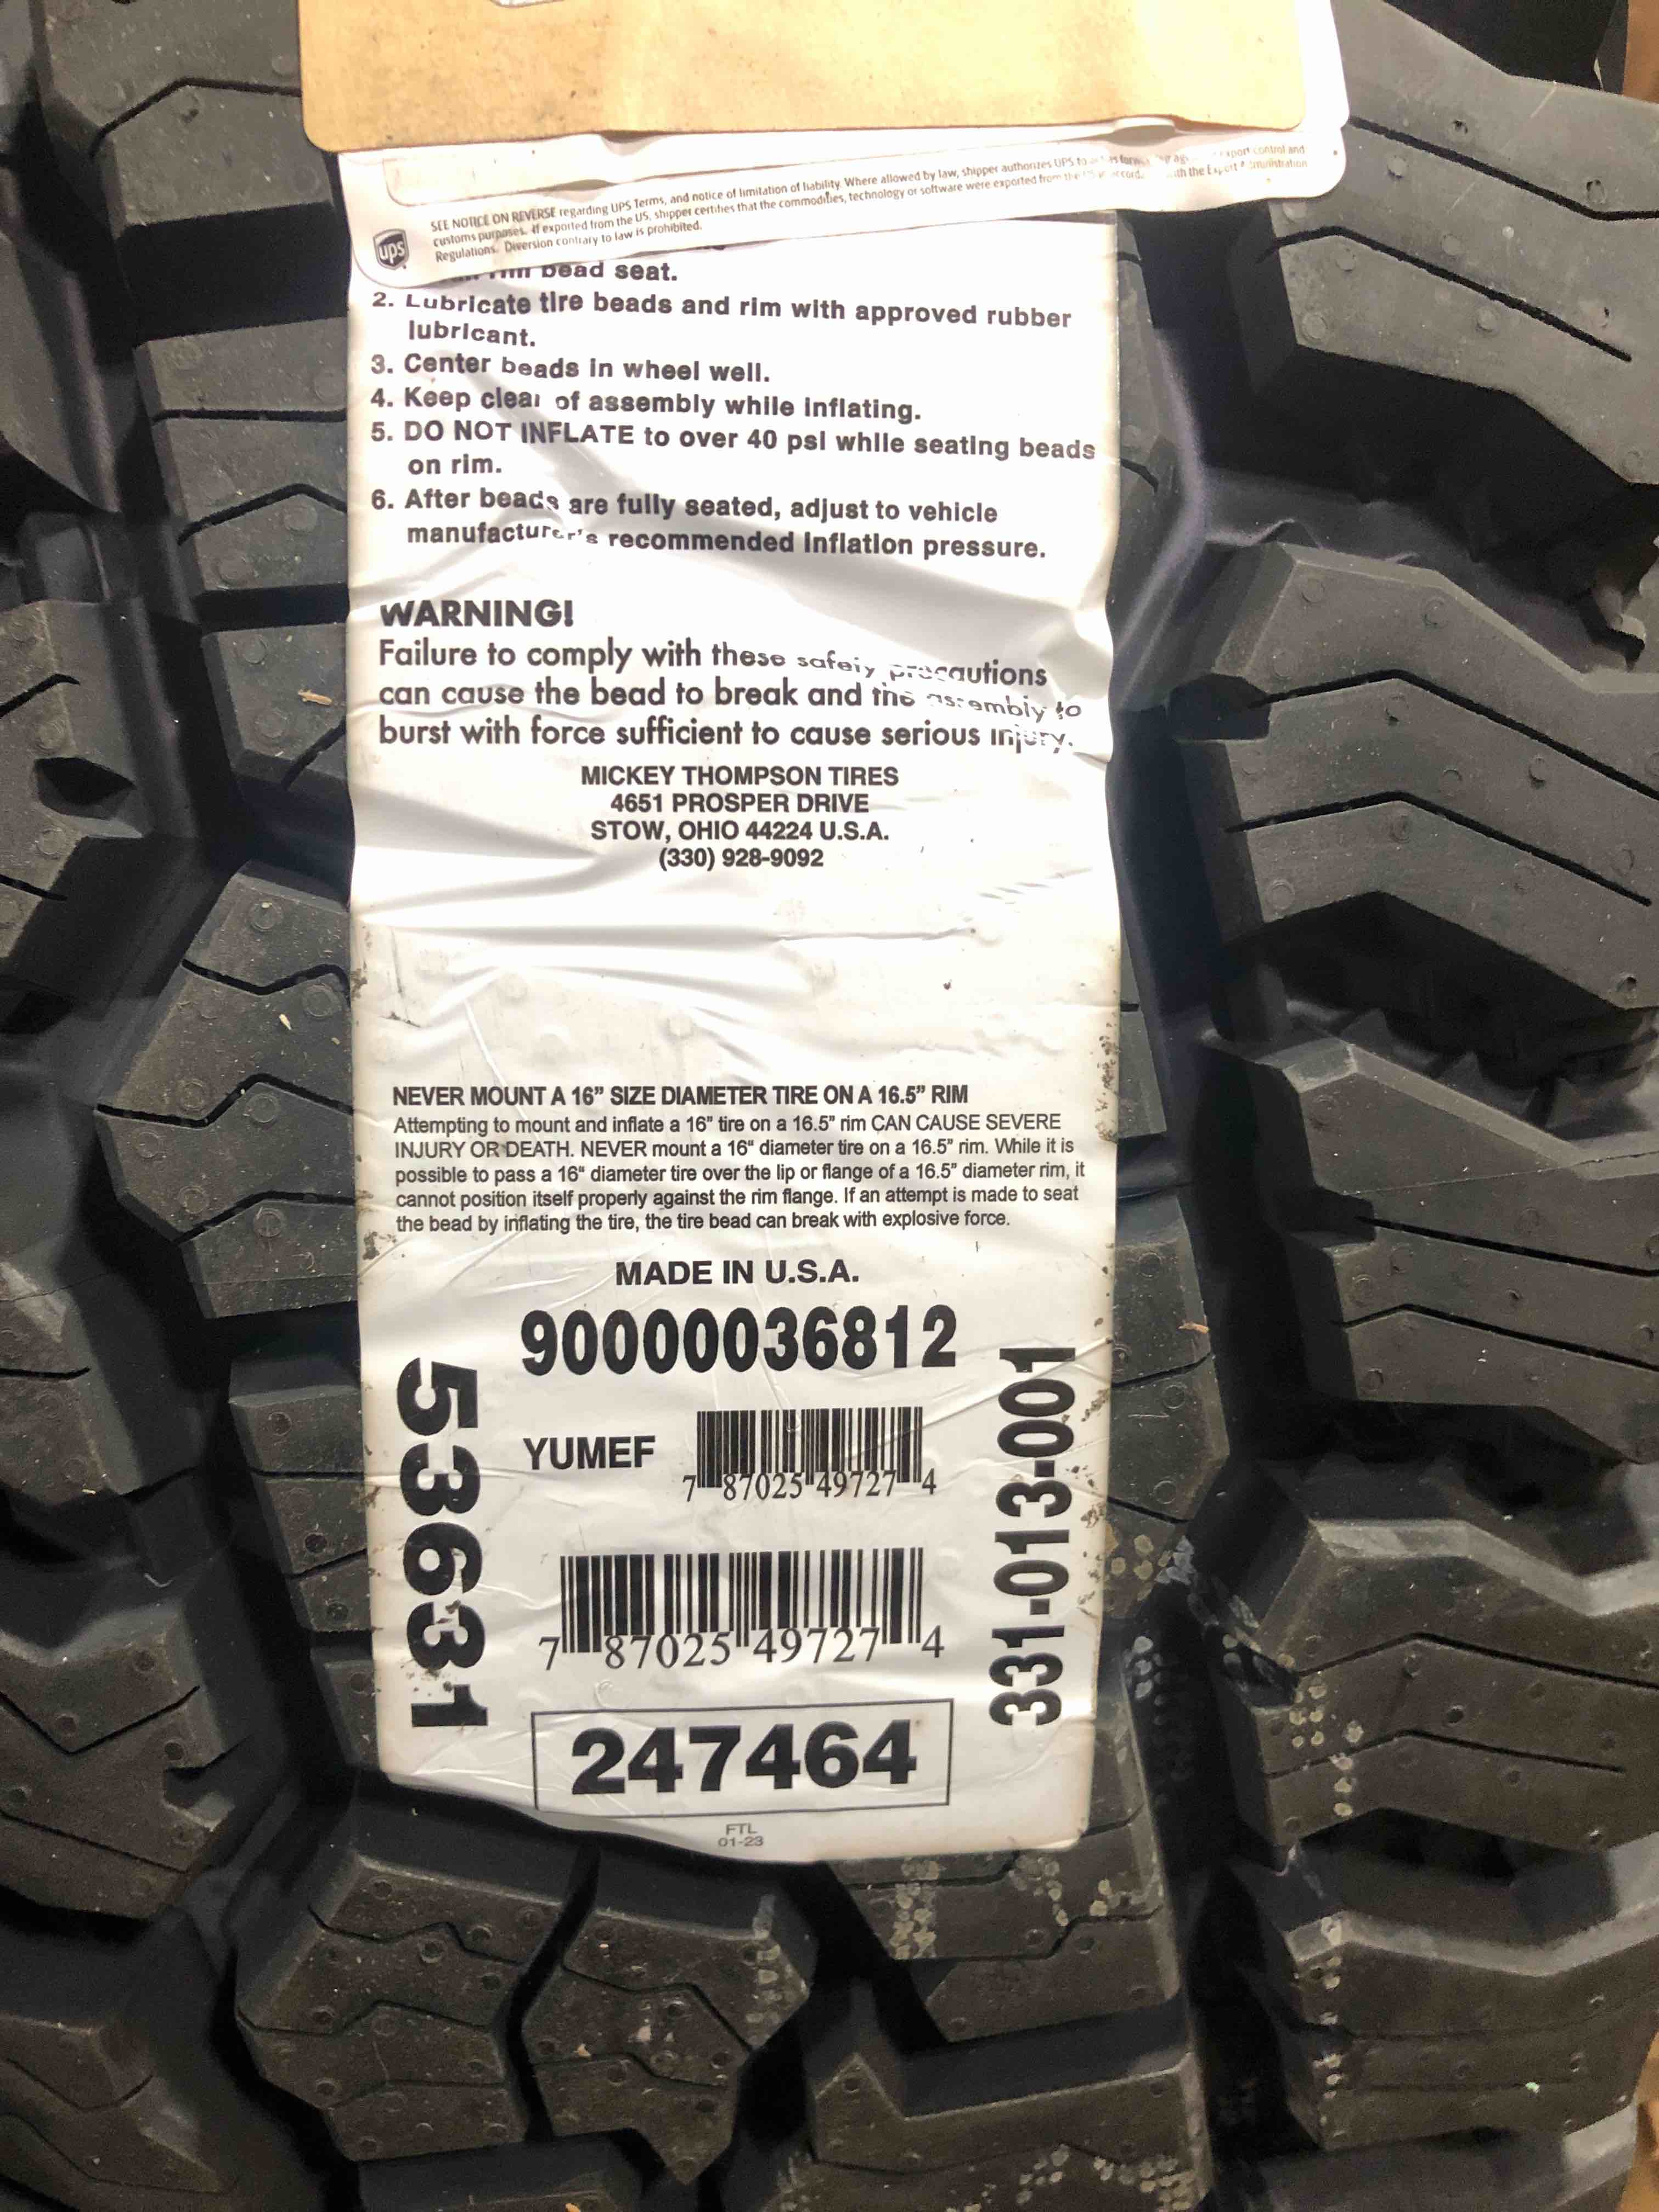 SEE NOTICE ON REVERSE regarding UPS Terms, and notice of limitation of liability. Where allowed by law, shipper authorizes UPS to export control and
customs purposes. If exported from the US, shipper certifies that the commodities, technology or software were exported from the with the Export Administration
Regulations. Diversion contrary to law is prohibited.
ups
rim bead seat.
2. Lubricate tire beads and rim with approved rubber
lubricant.
3. Center beads in wheel well.
4. Keep clear of assembly while inflating.
5. DO NOT INFLATE to over 40 psi while seating beads
on rim.
6. After beads are fully seated, adjust to vehicle
manufacturer's recommended inflation pressure.
WARNING!
Failure to comply with these safety precautions
can cause the bead to break and the assembly to
burst with force sufficient to cause serious injury.
MICKEY THOMPSON TIRES
4651 PROSPER DRIVE
STOW, OHIO 44224 U.S.A.
(330) 928-9092
NEVER MOUNT A 16” SIZE DIAMETER TIRE ON A 16.5” RIM
Attempting to mount and inflate a 16" tire on a 16.5" rim CAN CAUSE SEVERE
INJURY OR DEATH. NEVER mount a 16" diameter tire on a 16.5" rim. While it is
possible to pass a 16" diameter tire over the lip or flange of a 16.5" diameter rim, it
cannot position itself properly against the rim flange. If an attempt is made to seat
the bead by inflating the tire, the tire bead can break with explosive force.
MADE IN U.S.A.
90000036812
YUMEF
7 87025 49727 4
53631
331-013-001
7 87025 49727 4
247464
FTL
01-23